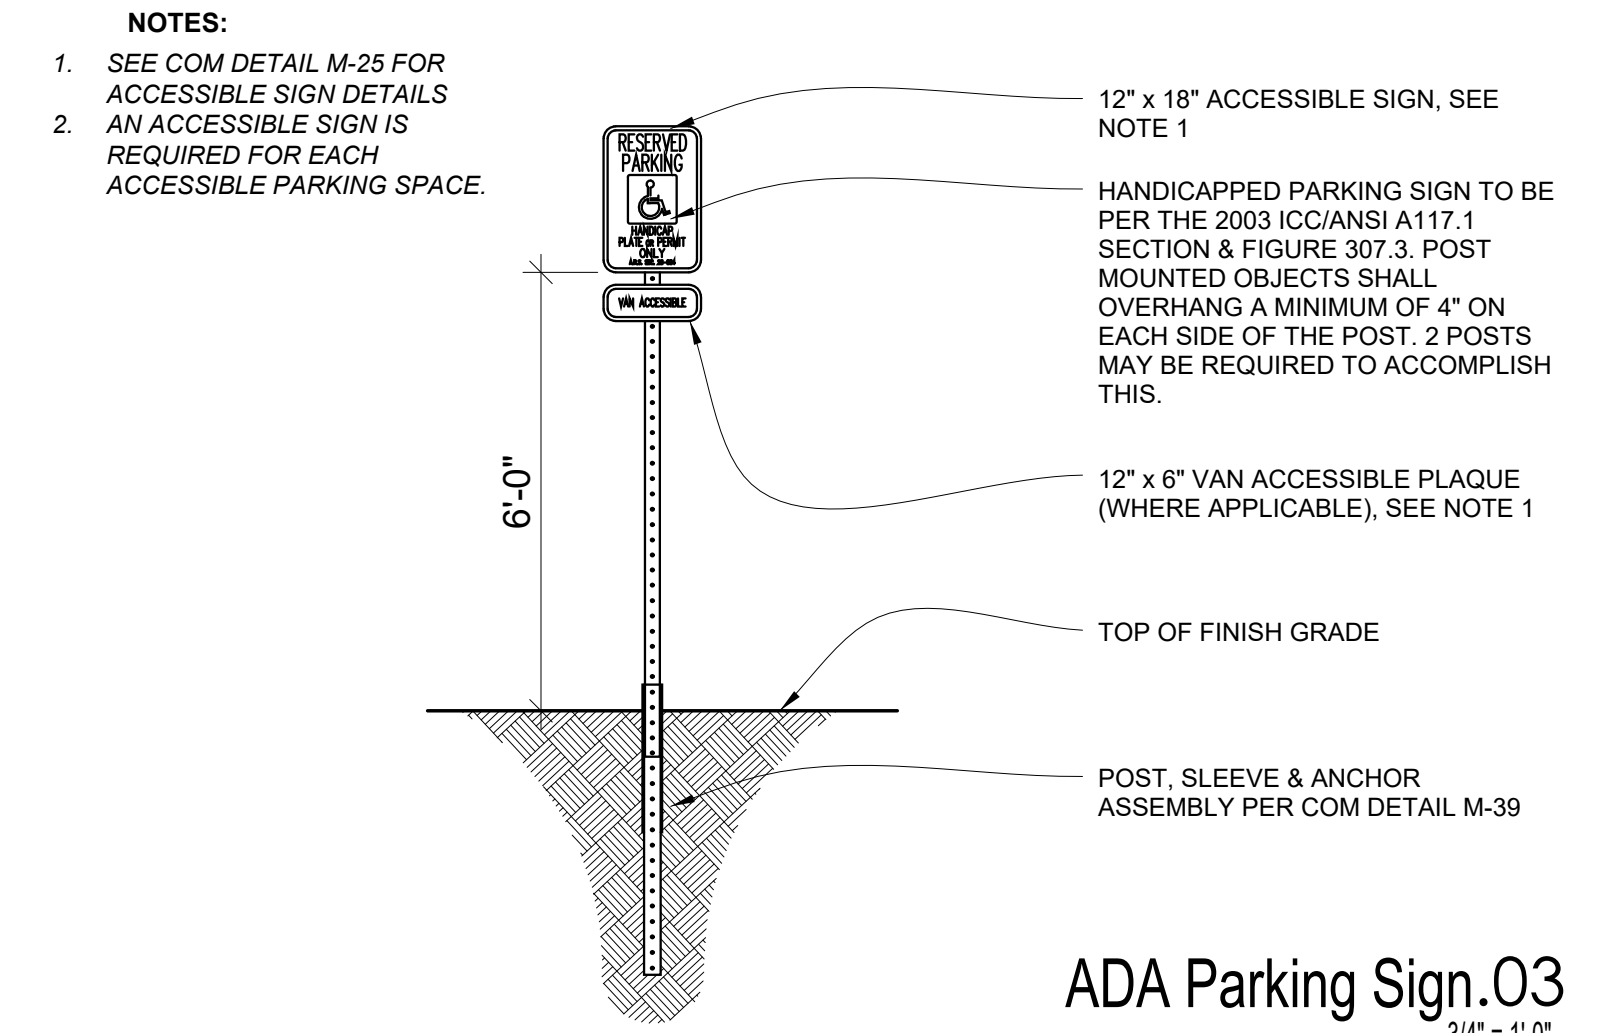 NOTES:
1. SEE COM DETAIL M-25 FOR
ACCESSIBLE SIGN DETAILS
2. AN ACCESSIBLE SIGN IS
REQUIRED FOR EACH
ACCESSIBLE PARKING SPACE.
RESERVED
PARKING
HANDICAP
PLATE OR PERMIT
ONLY
VAN ACCESSIBLE
6'-0"
12" x 18" ACCESSIBLE SIGN, SEE
NOTE 1
HANDICAPPED PARKING SIGN TO BE
PER THE 2003 ICC/ANSI A117.1
SECTION & FIGURE 307.3. POST
MOUNTED OBJECTS SHALL
OVERHANG A MINIMUM OF 4" ON
EACH SIDE OF THE POST. 2 POSTS
MAY BE REQUIRED TO ACCOMPLISH
THIS.
12" x 6" VAN ACCESSIBLE PLAQUE
(WHERE APPLICABLE), SEE NOTE 1
TOP OF FINISH GRADE
POST, SLEEVE & ANCHOR
ASSEMBLY PER COM DETAIL M-39
ADA Parking Sign.03
3/4" = 1'-0"